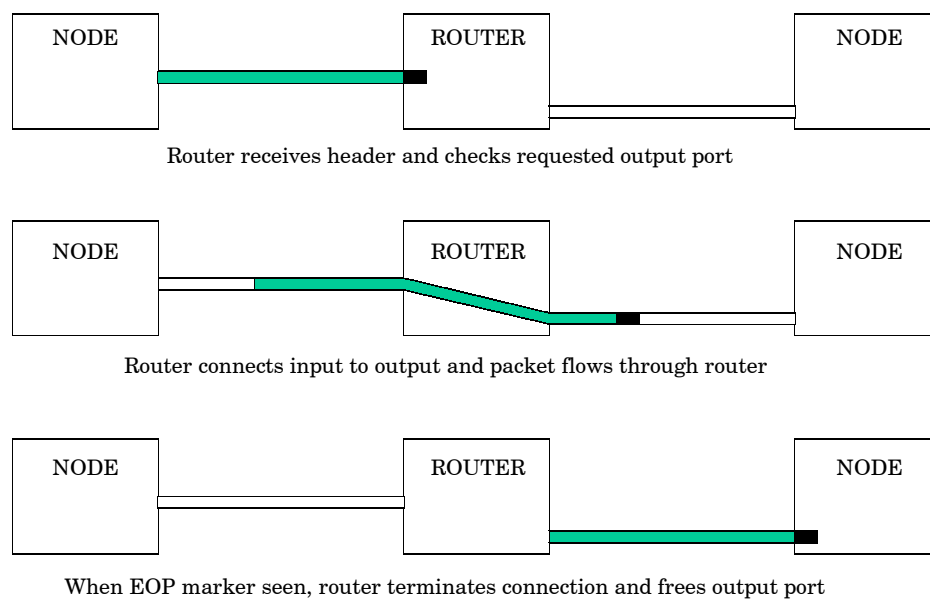 NODE ROUTER NODE
Router receives header and checks requested output port
NODE ROUTER NODE
Router connects input to output and packet flows through router
NODE ROUTER NODE
When EOP marker seen, router terminates connection and frees output port